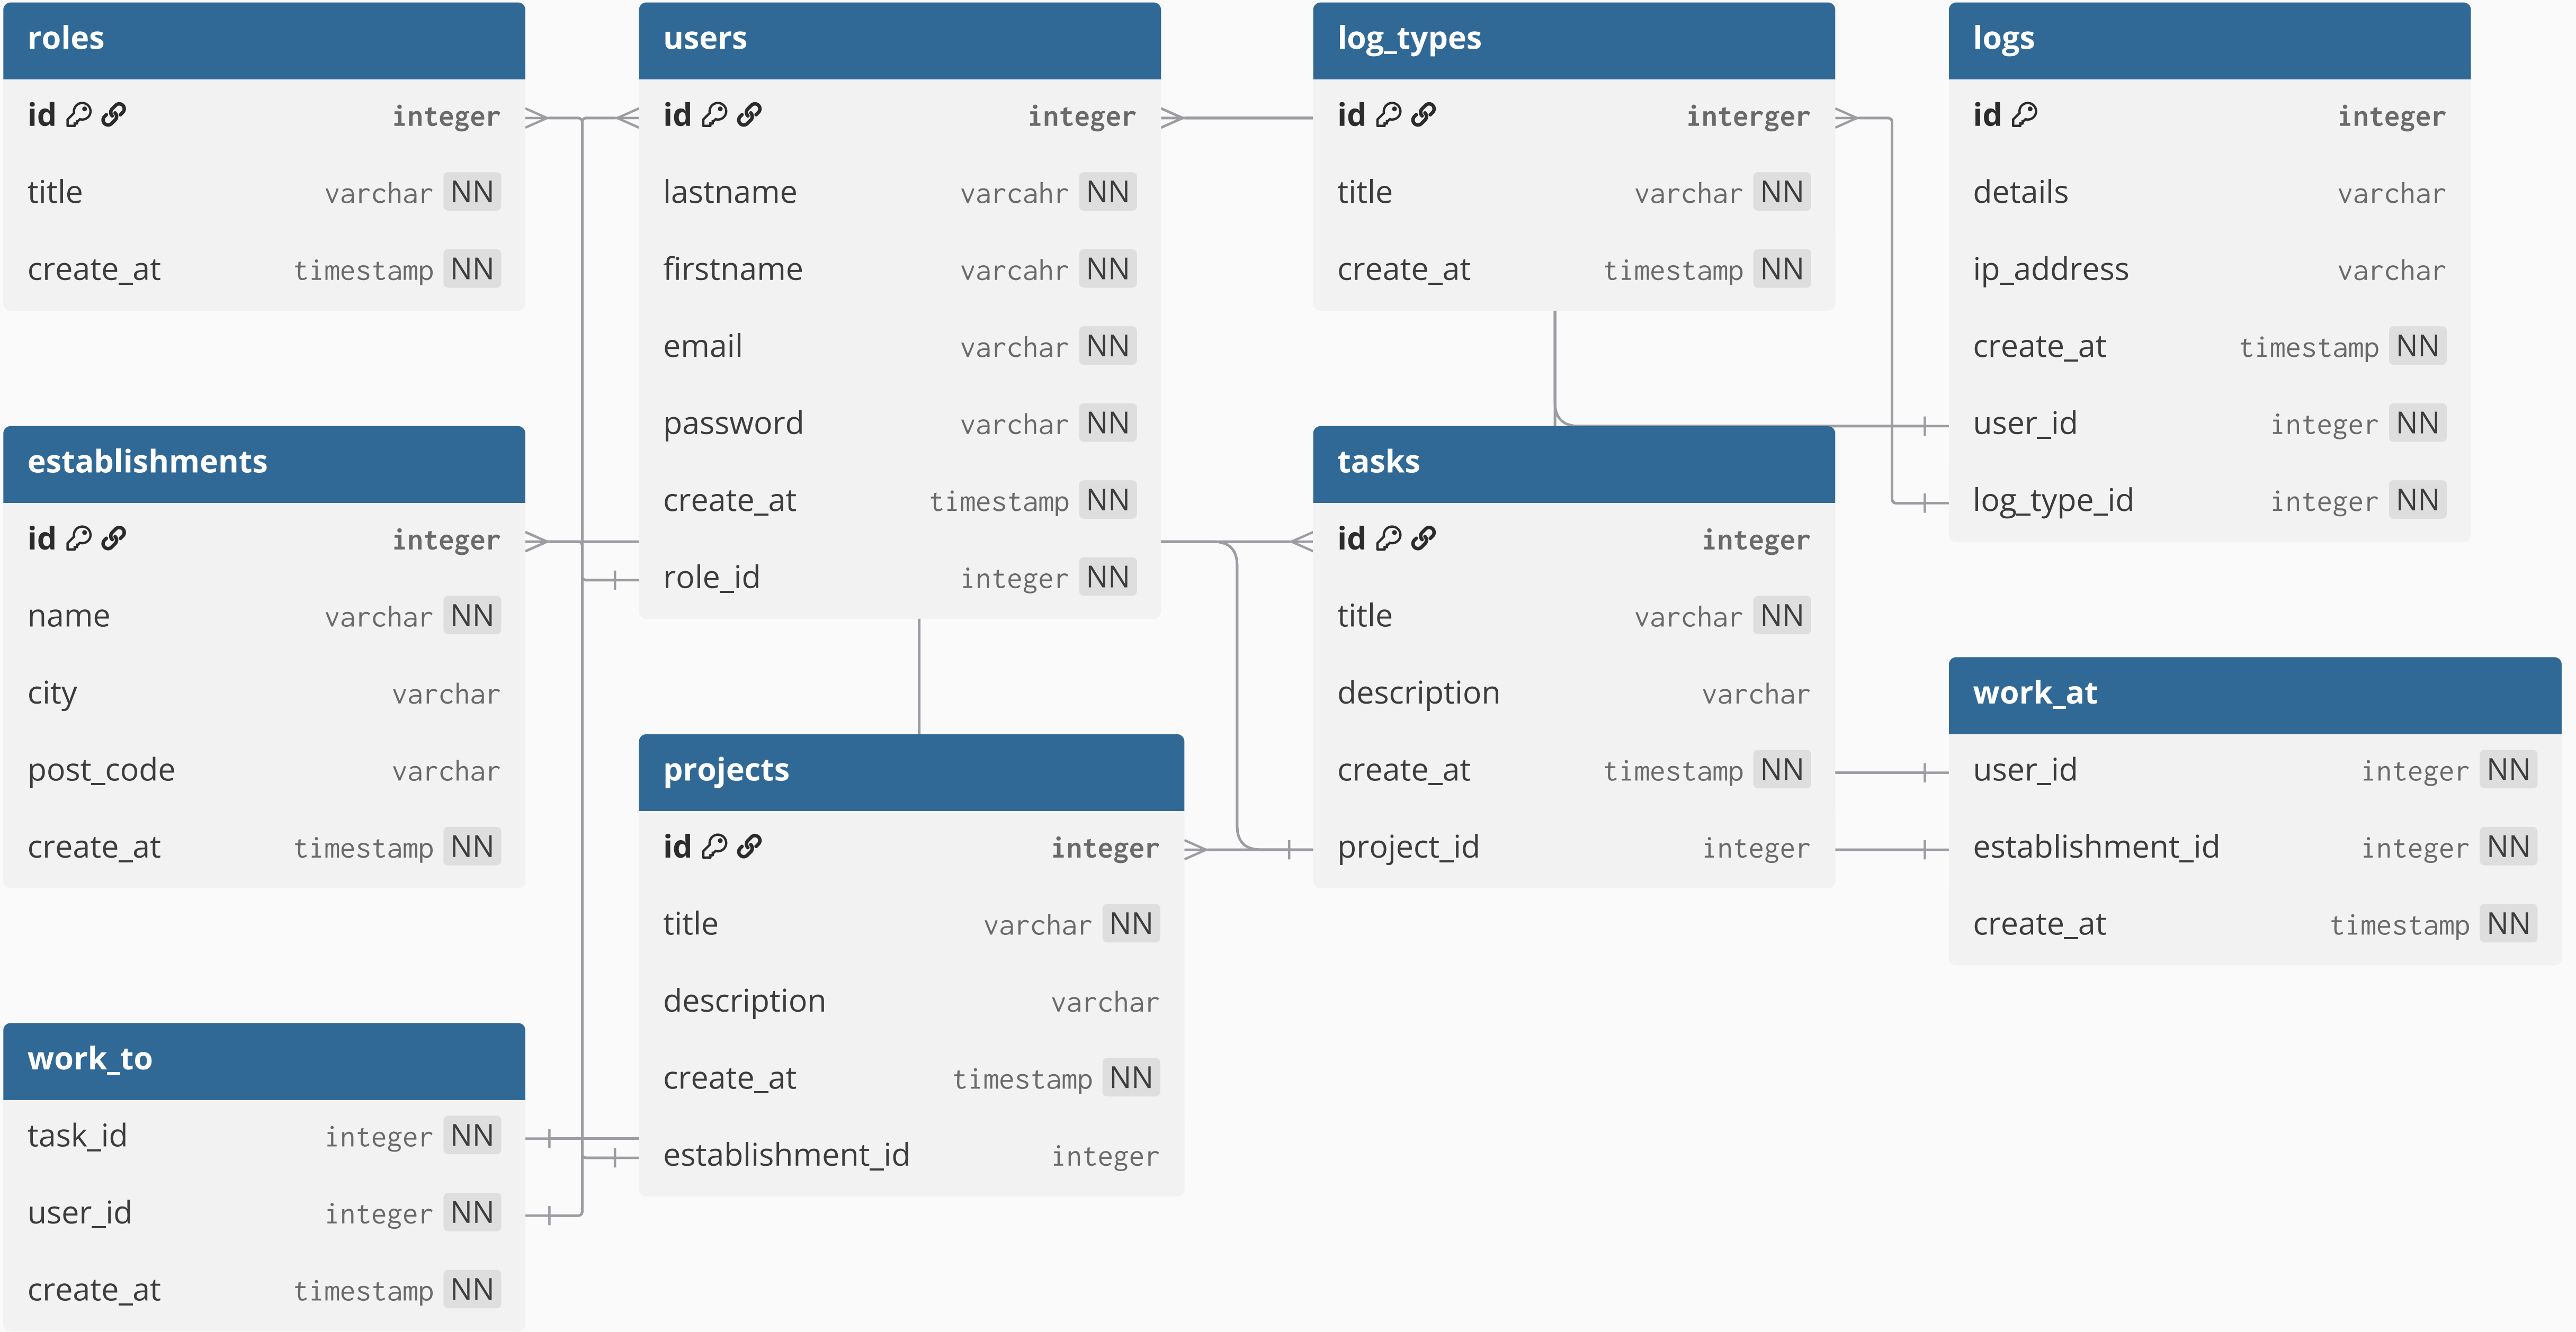 roles
id integer
title varchar NN
create_at timestamp NN
users
id integer
lastname varcahr NN
firstname varcahr NN
email varchar NN
password varchar NN
create_at timestamp NN
role_id integer NN
log_types
id interger
title varchar NN
create_at timestamp NN
logs
id integer
details varchar
ip_address varchar
create_at timestamp NN
user_id integer NN
log_type_id integer NN
establishments
id integer
name varchar NN
city varchar
post_code varchar
create_at timestamp NN
tasks
id integer
title varchar NN
description varchar
create_at timestamp NN
project_id integer
work_at
user_id integer NN
establishment_id integer NN
create_at timestamp NN
projects
id integer
title varchar NN
description varchar
create_at timestamp NN
establishment_id integer
work_to
task_id integer NN
user_id integer NN
create_at timestamp NN